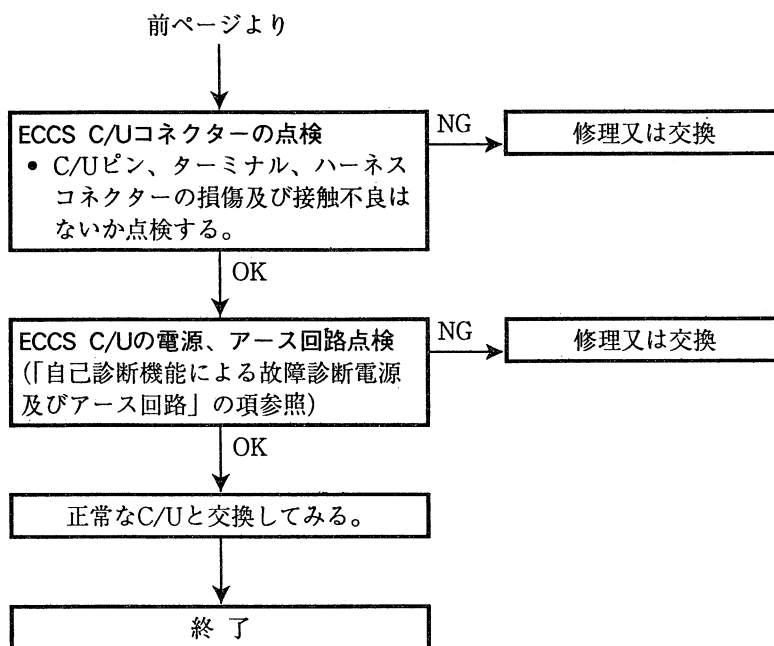 前ページより
ECCS C/Uコネクターの点検
• C/Uピン、ターミナル、ハーネス
コネクターの損傷及び接触不良は
ないか点検する。
NG
修理又は交換
OK
ECCS C/Uの電源、アース回路点検
(「自己診断機能による故障診断電源
及びアース回路」の項参照)
NG
修理又は交換
OK
正常なC/Uと交換してみる。
終 了